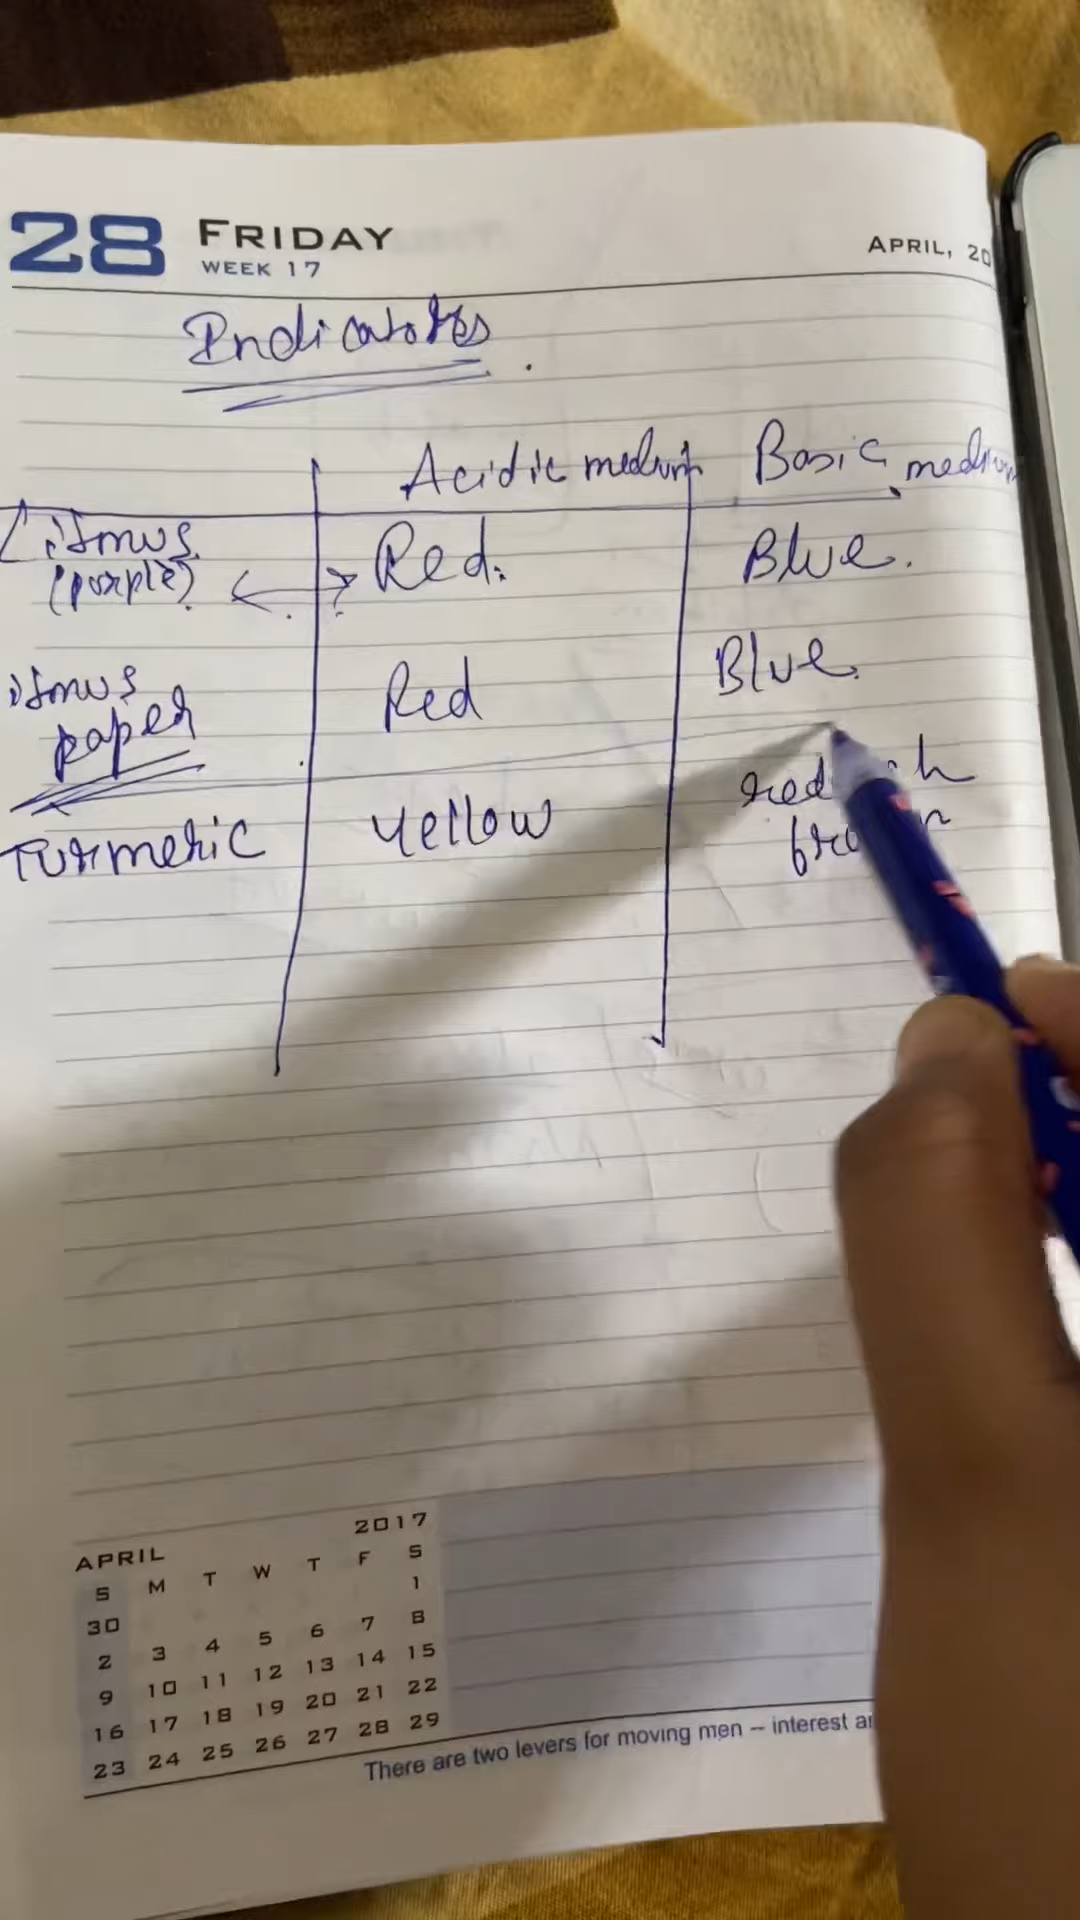 28 FRIDAY
WEEK 17
APRIL, 20
Indicators
Acidic medium Basic medium
Litmus Red. Blue.
(purple)
itmus Red Blue.
paper
Turmeric Yellow
APRIL 2017
S M T W T F S
30 1
2 3 4 5 6 7 8
9 10 11 12 13 14 15
16 17 18 19 20 21 22
23 24 25 26 27 28 29
There are two levers for moving men – interest